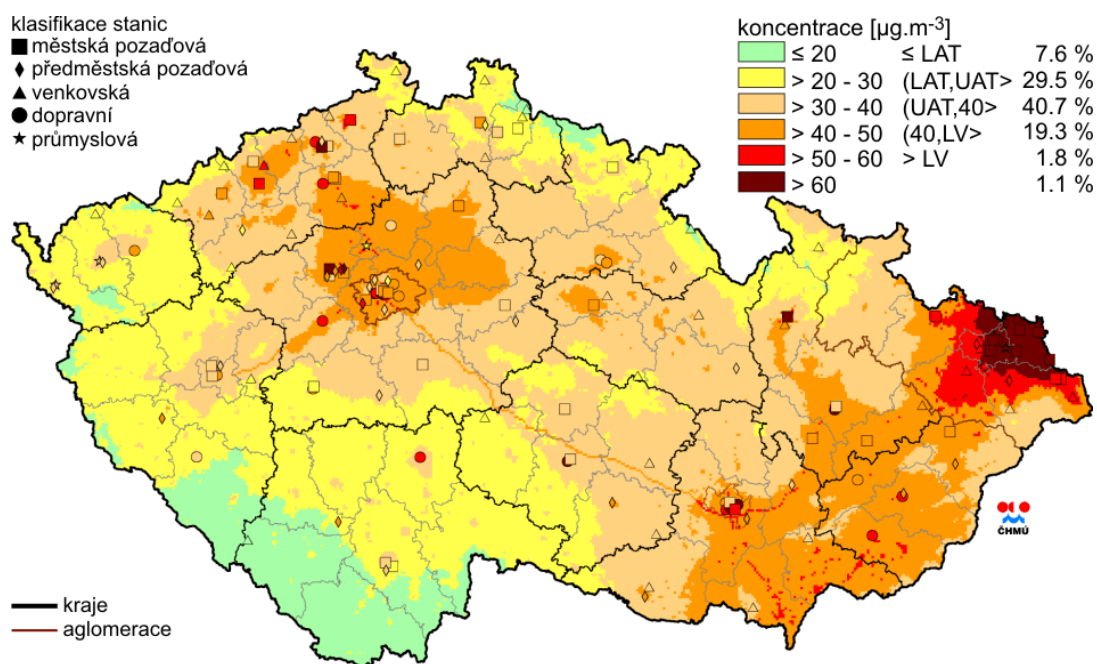 klasifikace stanic
městská pozaďová
předměstská pozaďová
venkovská
dopravní
průmyslová
koncentrace [µg.m⁻³]
≤ 20 ≤ LAT 7.6 %
> 20 - 30 (LAT,UAT> 29.5 %
> 30 - 40 (UAT,40> 40.7 %
> 40 - 50 (40,LV> 19.3 %
> 50 - 60 > LV 1.8 %
> 60 1.1 %
ČHMÚ
kraje
aglomerace